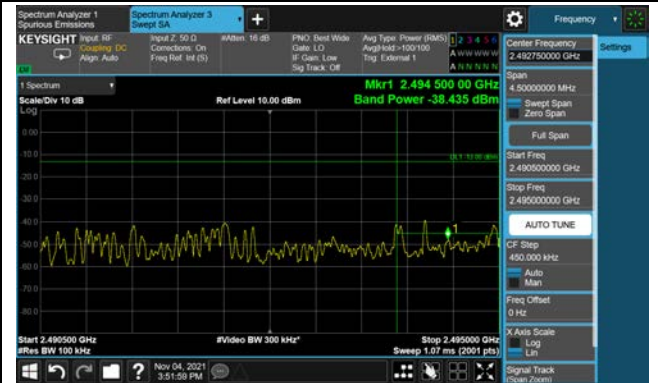 Spectrum Analyzer 1
Spurious Emissions
Spectrum Analyzer 3
Swept SA
Frequency
KEYSIGHT
Input: RF
Coupling: DC
Align: Auto
Input Z: 50 Ω
Corrections: On
Freq Ref: Int (S)
#Atten: 16 dB
PNO: Best Wide
Gate: LO
IF Gain: Low
Sig Track: Off
Avg Type: Power (RMS)
Avg|Hold:>100/100
Trig: External 1
1 2 3 4 5 6
A W W W W W
A N N N N N
Center Frequency
2.492750000 GHz
Settings
Span
4.50000000 MHz
Swept Span
Zero Span
Full Span
Start Freq
2.490500000 GHz
Stop Freq
2.495000000 GHz
AUTO TUNE
CF Step
450.000 kHz
Auto
Man
Freq Offset
0 Hz
X Axis Scale
Log
Lin
Signal Track
(Span Zoom)
1 Spectrum
Scale/Div 10 dB
Ref Level 10.00 dBm
Mkr1 2.494 500 00 GHz
Band Power -38.435 dBm
Log
0.00
-10.0
-20.0
-30.0
-40.0
-50.0
-60.0
-70.0
-80.0
DL1 -13.00 dBm
1
Start 2.490500 GHz
#Video BW 300 kHz*
Stop 2.495000 GHz
#Res BW 100 kHz
Sweep 1.07 ms (2001 pts)
Nov 04, 2021
3:51:59 PM